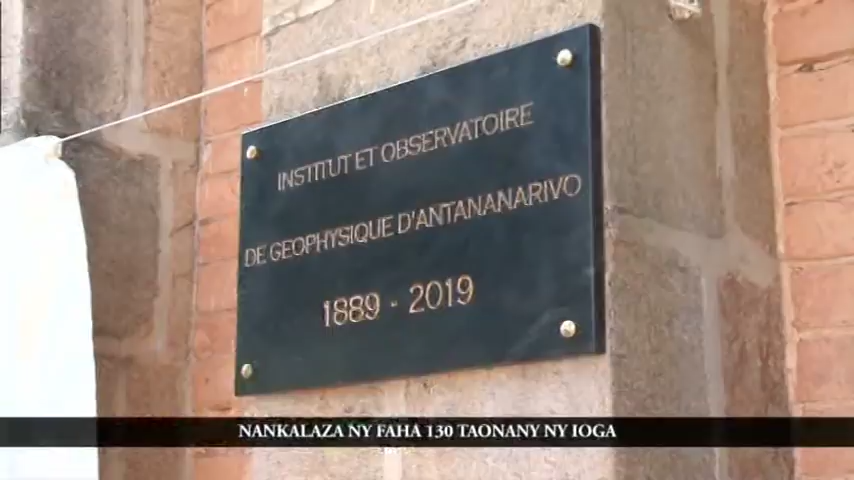 INSTITUT ET OBSERVATOIRE
DE GEOPHYSIQUE D'ANTANANARIVO
1889 - 2019
NANKALAZA NY FAHA 130 TAONANY NY IOGA